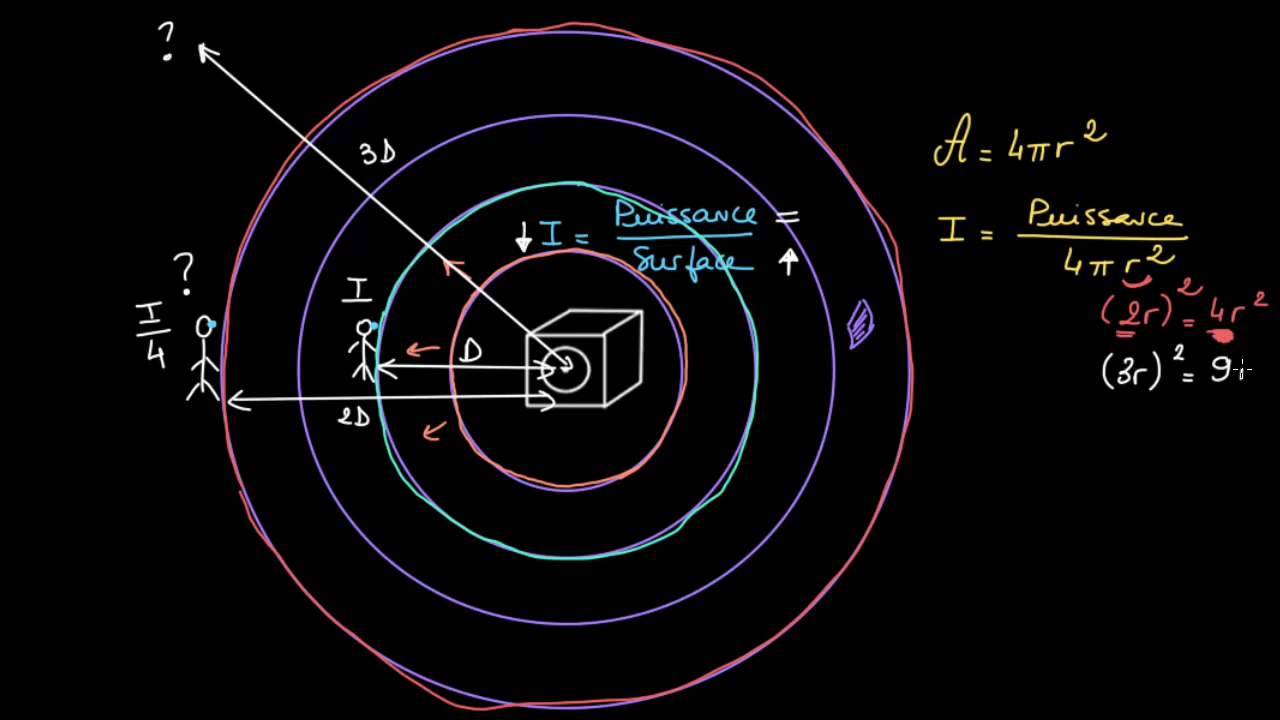 ?
3D
A = 4πr²
I = Puissance / Surface =
I = Puissance / 4πr²
?
I
I/4
(2r)² = 4r²
D
(3r)² = 9
2D